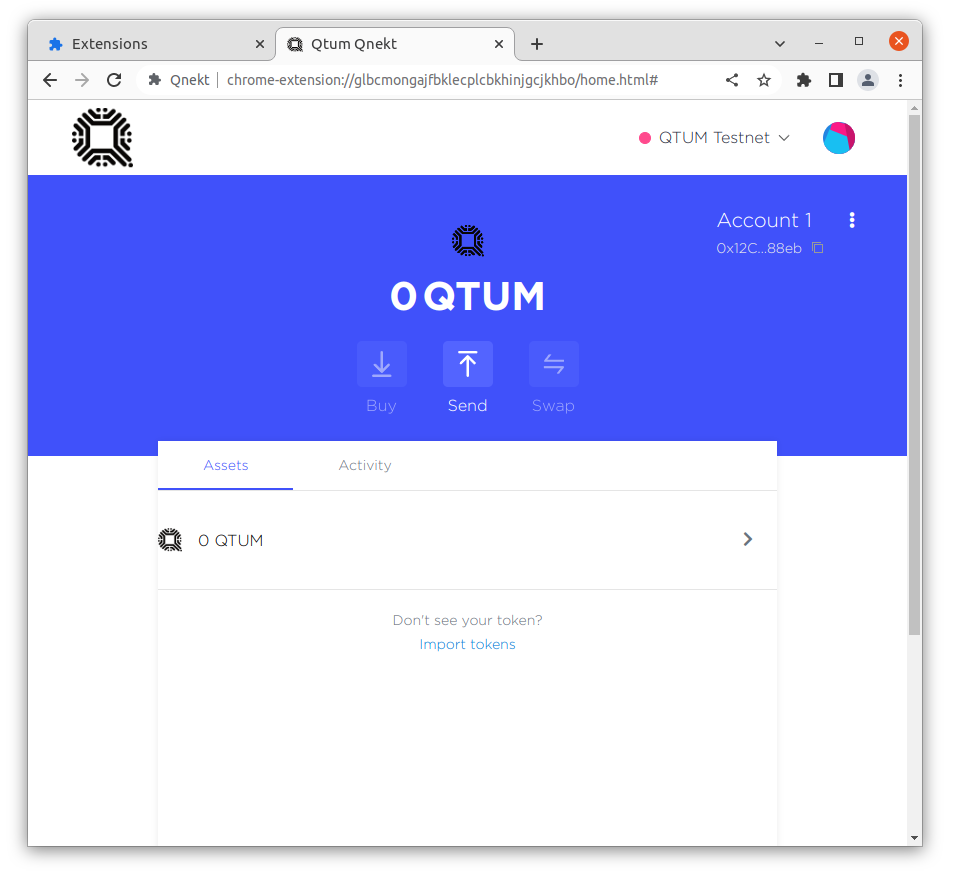 Extensions
Qtum Qnekt
Qnekt
chrome-extension://glbcmongajfbklecplcbkhinjgcjkhbo/home.html#
QTUM Testnet
Account 1
0x12C...88eb
0 QTUM
Buy
Send
Swap
Assets
Activity
0 QTUM
Don't see your token?
Import tokens